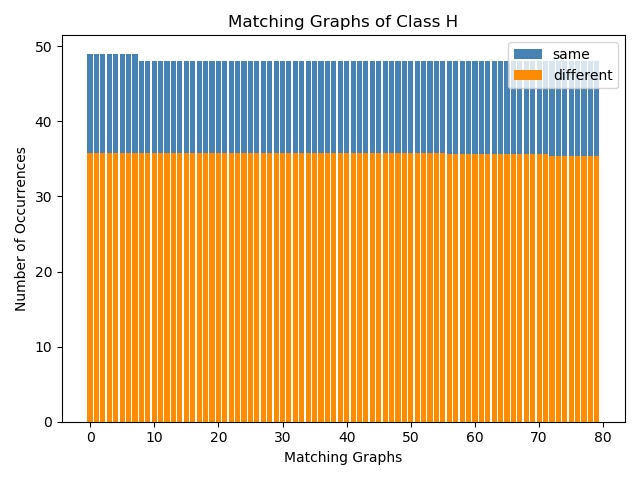 Matching Graphs of Class H
same
different
Number of Occurrences
50
40
30
20
10
0
0 10 20 30 40 50 60 70 80
Matching Graphs